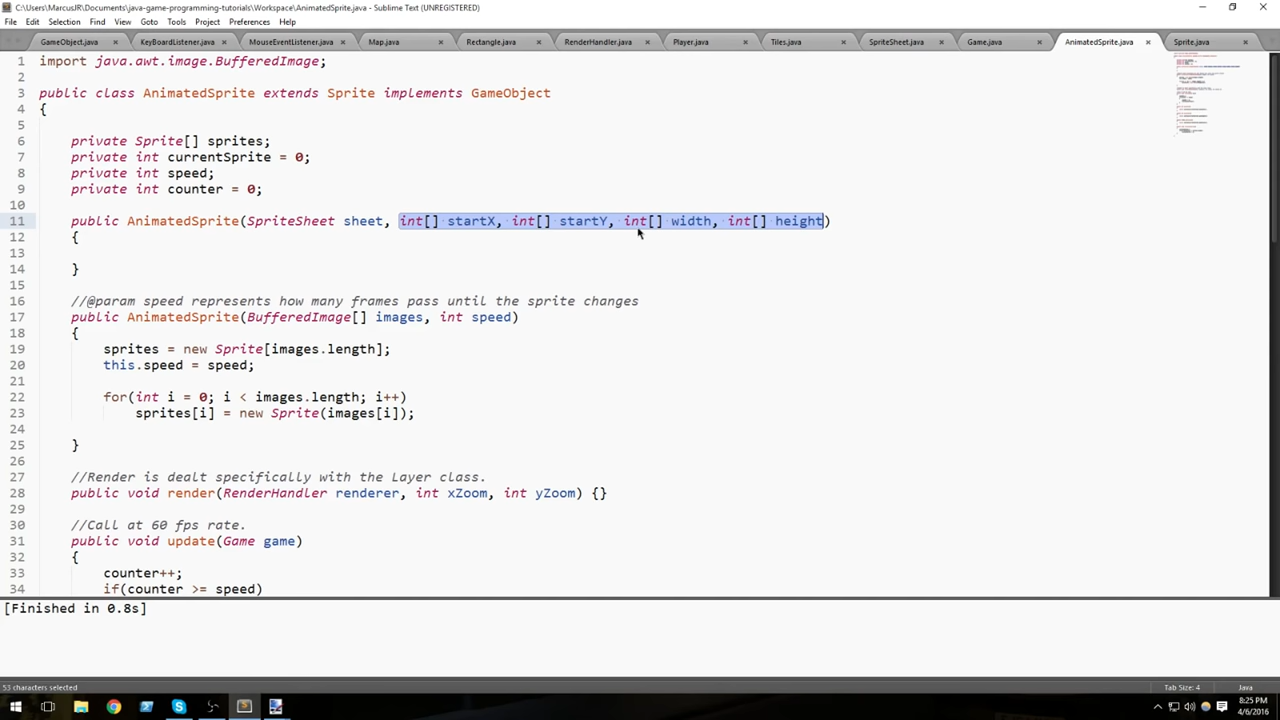 C:\Users\MarcusJR\Documents\java-game-programming-tutorials\Workspace\AnimatedSprite.java - Sublime Text (UNREGISTERED)
File Edit Selection Find View Goto Tools Project Preferences Help
GameObject.java KeyBoardListener.java MouseEventListener.java Map.java Rectangle.java RenderHandler.java Player.java Tiles.java SpriteSheet.java Game.java AnimatedSprite.java Sprite.java
1 import java.awt.image.BufferedImage;
2
3 public class AnimatedSprite extends Sprite implements GameObject
4 {
5
6 private Sprite[] sprites;
7 private int currentSprite = 0;
8 private int speed;
9 private int counter = 0;
10
11 public AnimatedSprite(SpriteSheet sheet, int[] startX, int[] startY, int[] width, int[] height)
12 {
13
14 }
15
16 //@param speed represents how many frames pass until the sprite changes
17 public AnimatedSprite(BufferedImage[] images, int speed)
18 {
19 sprites = new Sprite[images.length];
20 this.speed = speed;
21
22 for(int i = 0; i < images.length; i++)
23 sprites[i] = new Sprite(images[i]);
24
25 }
26
27 //Render is dealt specifically with the Layer class.
28 public void render(RenderHandler renderer, int xZoom, int yZoom) {}
29
30 //Call at 60 fps rate.
31 public void update(Game game)
32 {
33 counter++;
34 if(counter >= speed)
[Finished in 0.8s]
53 characters selected Tab Size: 4 Java
8:25 PM
4/6/2016